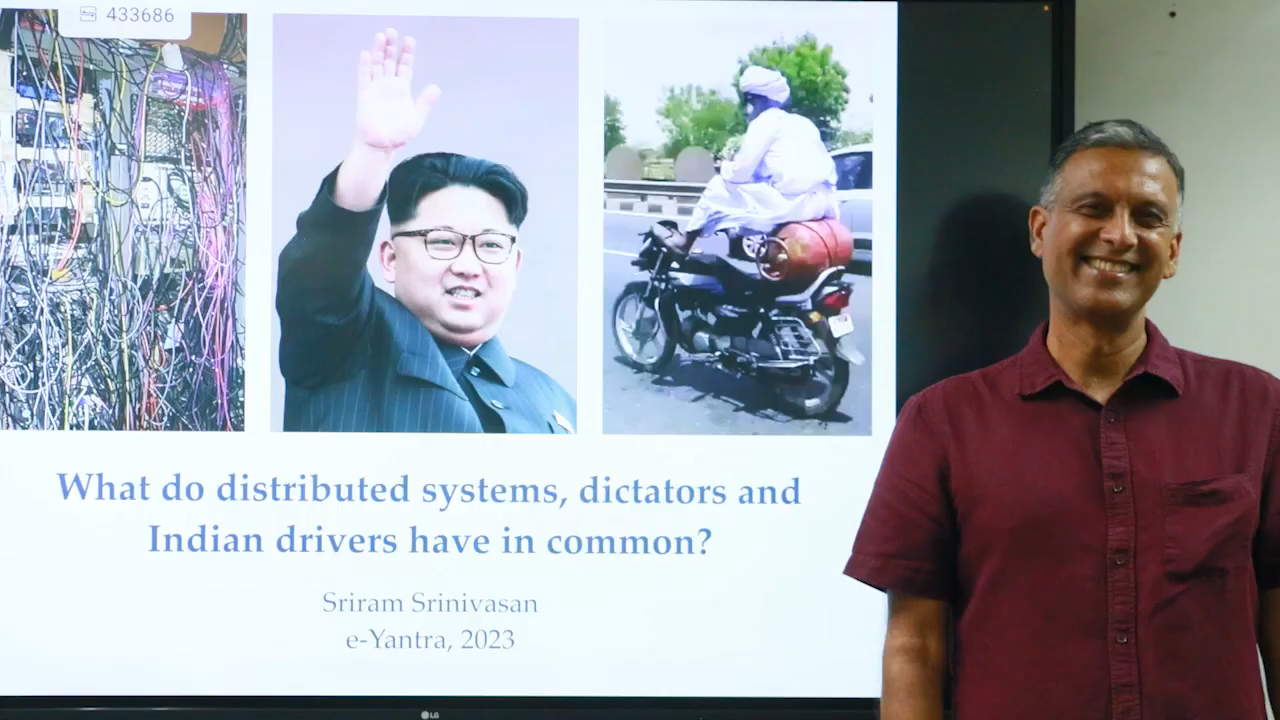 433686
What do distributed systems, dictators and
Indian drivers have in common?
Sriram Srinivasan
e-Yantra, 2023
LG